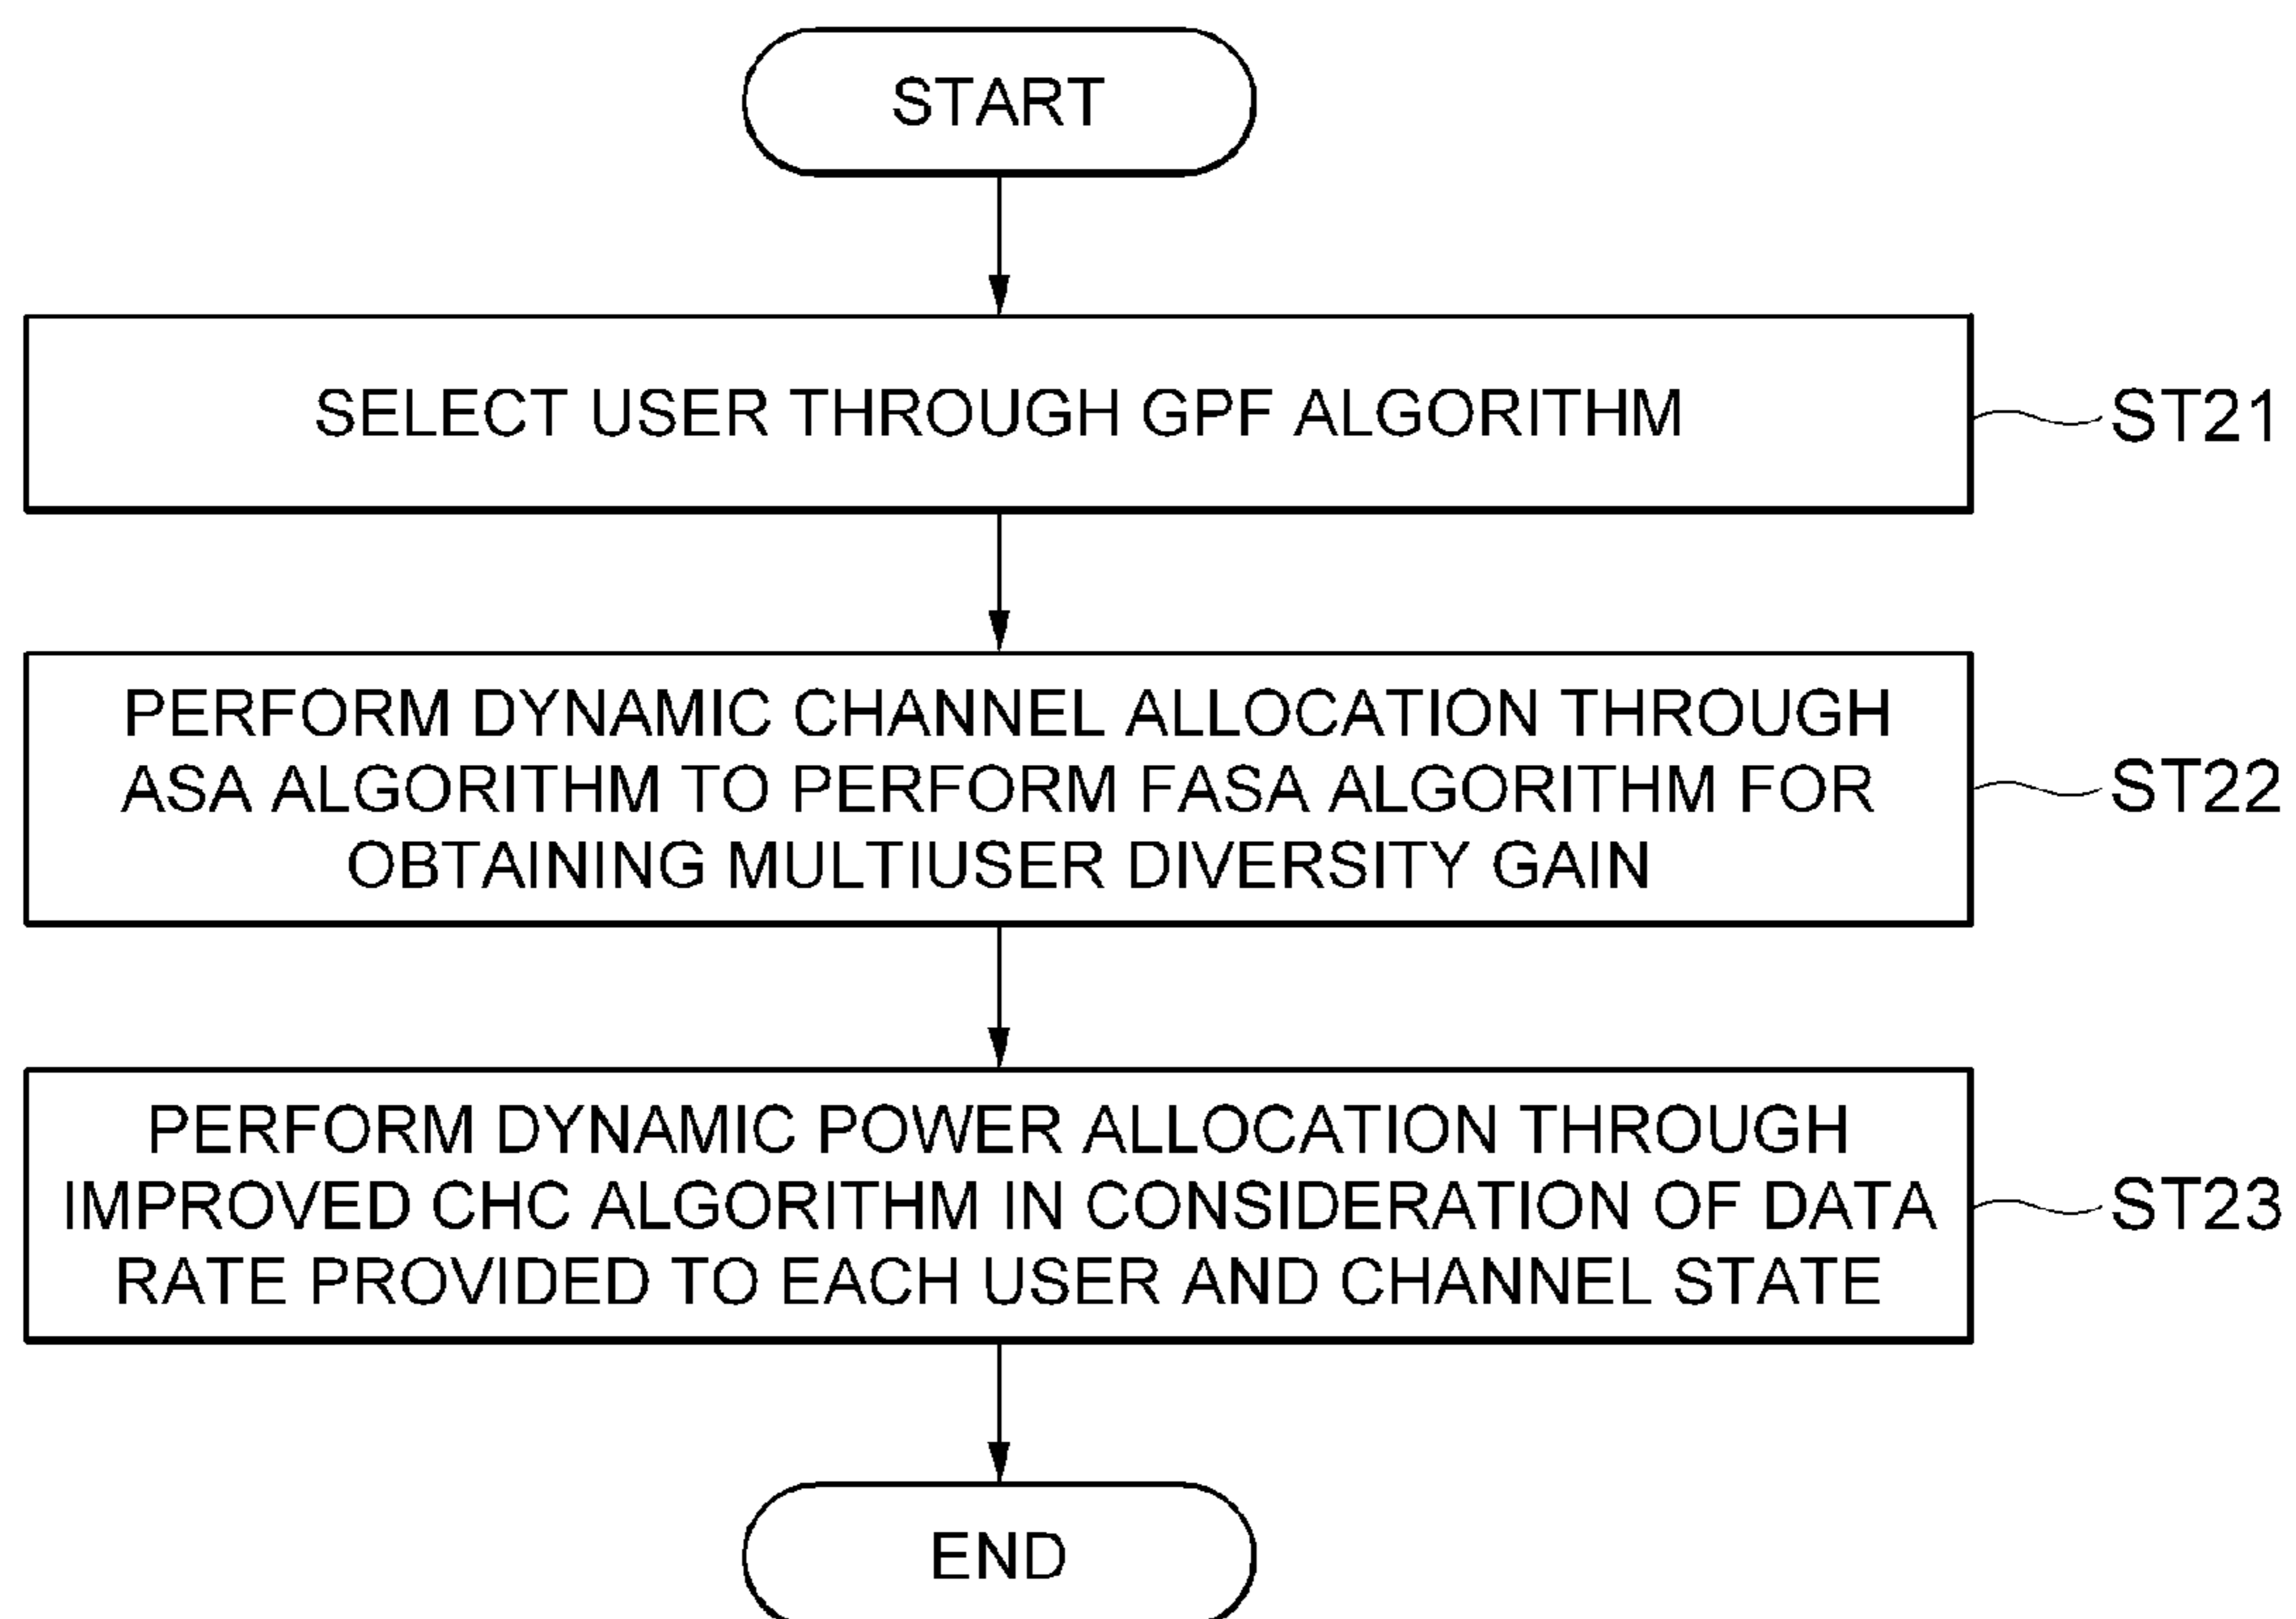 START
SELECT USER THROUGH GPF ALGORITHM
ST21
PERFORM DYNAMIC CHANNEL ALLOCATION THROUGH
ASA ALGORITHM TO PERFORM FASA ALGORITHM FOR
OBTAINING MULTIUSER DIVERSITY GAIN
ST22
PERFORM DYNAMIC POWER ALLOCATION THROUGH
IMPROVED CHC ALGORITHM IN CONSIDERATION OF DATA
RATE PROVIDED TO EACH USER AND CHANNEL STATE
ST23
END